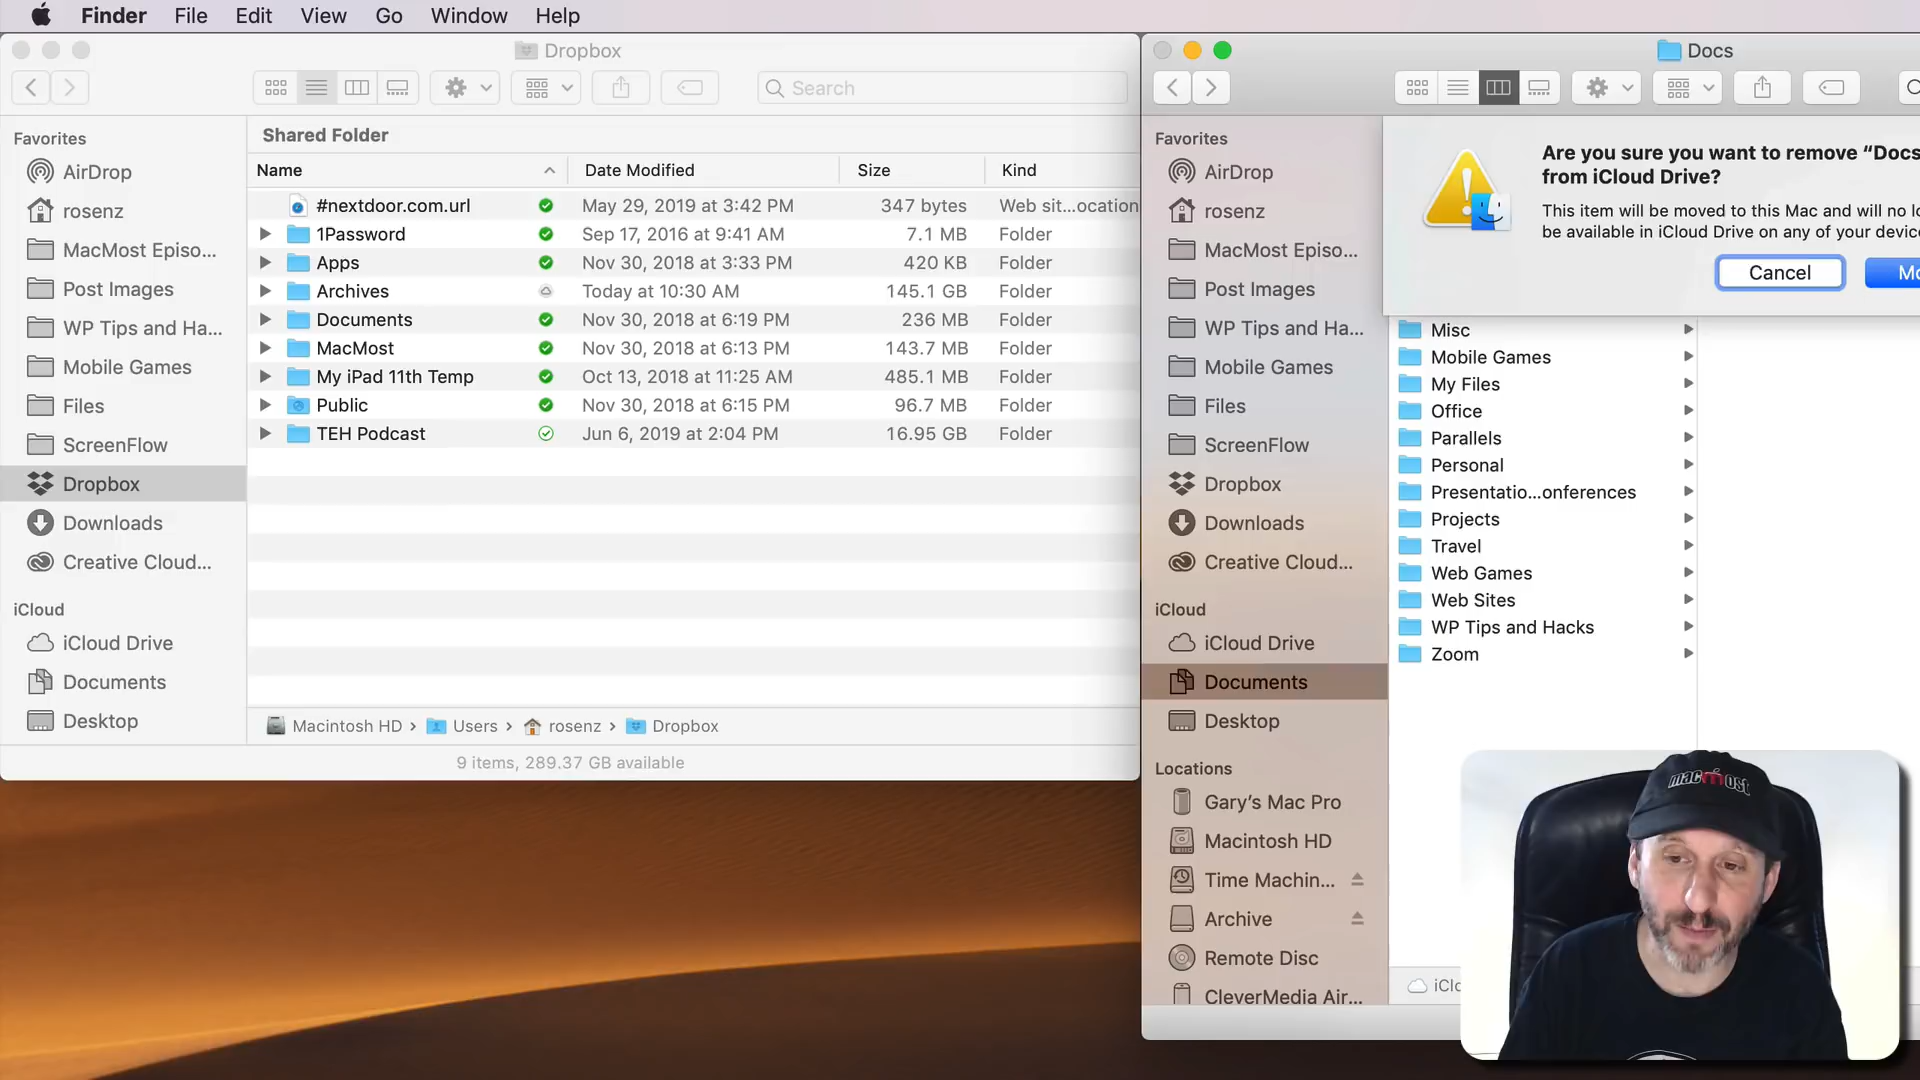 Finder File Edit View Go Window Help
Dropbox
Search
Favorites
AirDrop
rosenz
MacMost Episo...
Post Images
WP Tips and Ha...
Mobile Games
Files
ScreenFlow
Dropbox
Downloads
Creative Cloud...
iCloud
iCloud Drive
Documents
Desktop
Shared Folder
Name Date Modified Size Kind
#nextdoor.com.url May 29, 2019 at 3:42 PM 347 bytes Web sit...ocation
1Password Sep 17, 2016 at 9:41 AM 7.1 MB Folder
Apps Nov 30, 2018 at 3:33 PM 420 KB Folder
Archives Today at 10:30 AM 145.1 GB Folder
Documents Nov 30, 2018 at 6:19 PM 236 MB Folder
MacMost Nov 30, 2018 at 6:13 PM 143.7 MB Folder
My iPad 11th Temp Oct 13, 2018 at 11:25 AM 485.1 MB Folder
Public Nov 30, 2018 at 6:15 PM 96.7 MB Folder
TEH Podcast Jun 6, 2019 at 2:04 PM 16.95 GB Folder
Macintosh HD › Users › rosenz › Dropbox
9 items, 289.37 GB available
Docs
Favorites
AirDrop
rosenz
MacMost Episo...
Post Images
WP Tips and Ha...
Mobile Games
Files
ScreenFlow
Dropbox
Downloads
Creative Cloud...
iCloud
iCloud Drive
Documents
Desktop
Locations
Gary’s Mac Pro
Macintosh HD
Time Machin...
Archive
Remote Disc
CleverMedia Air...
Are you sure you want to remove “Docs
from iCloud Drive?
This item will be moved to this Mac and will no
be available in iCloud Drive on any of your
Cancel
Misc
Mobile Games
My Files
Office
Parallels
Personal
Presentatio...onferences
Projects
Travel
Web Games
Web Sites
WP Tips and Hacks
Zoom
macmost